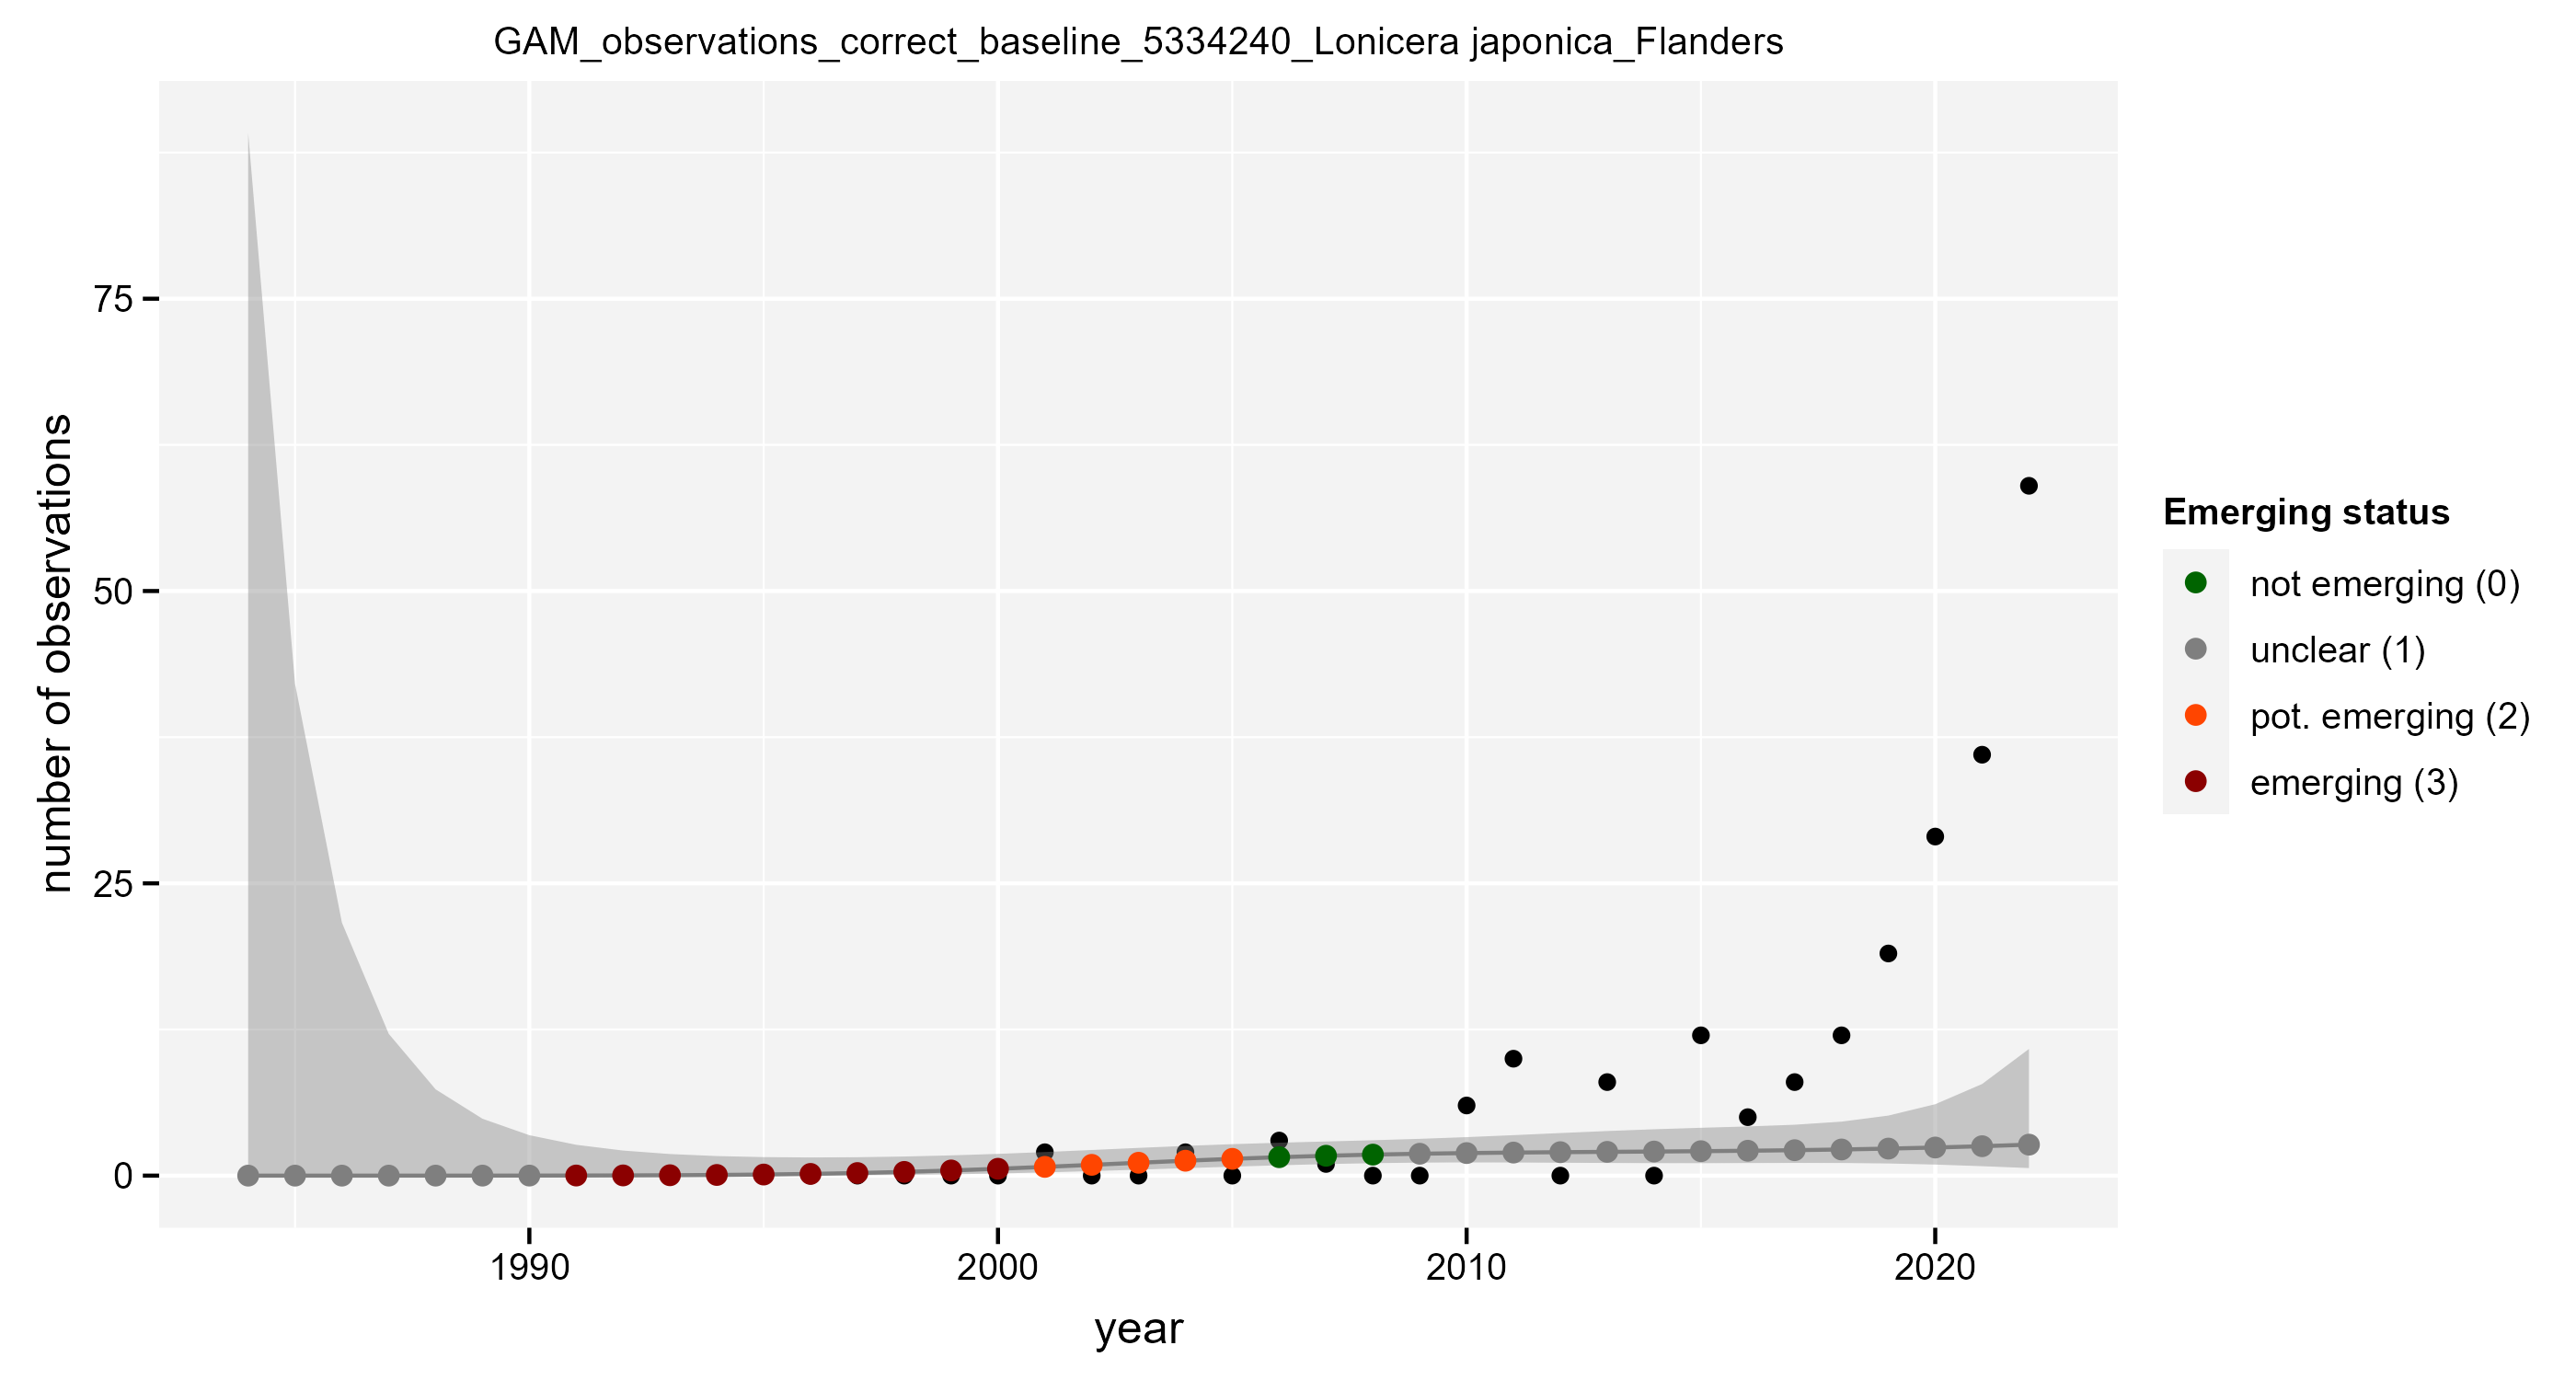 GAM_observations_correct_baseline_5334240_Lonicera japonica_Flanders
number of observations
75
50
25
0
1990
2000
2010
2020
year
Emerging status
not emerging (0)
unclear (1)
pot. emerging (2)
emerging (3)